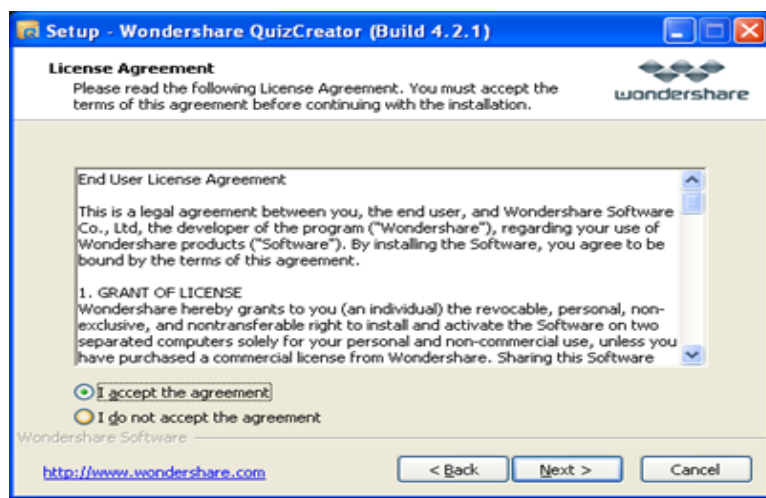 Setup - Wondershare QuizCreator (Build 4.2.1)
License Agreement
Please read the following License Agreement. You must accept the
terms of this agreement before continuing with the installation.
wondershare
End User License Agreement
This is a legal agreement between you, the end user, and Wondershare Software
Co., Ltd, the developer of the program ("Wondershare"), regarding your use of
Wondershare products ("Software"). By installing the Software, you agree to be
bound by the terms of this agreement.
1. GRANT OF LICENSE
Wondershare hereby grants to you (an individual) the revocable, personal, non-
exclusive, and nontransferable right to install and activate the Software on two
separated computers solely for your personal and non-commercial use, unless you
have purchased a commercial license from Wondershare. Sharing this Software
I accept the agreement
I do not accept the agreement
Wondershare Software
http://www.wondershare.com
< Back
Next >
Cancel